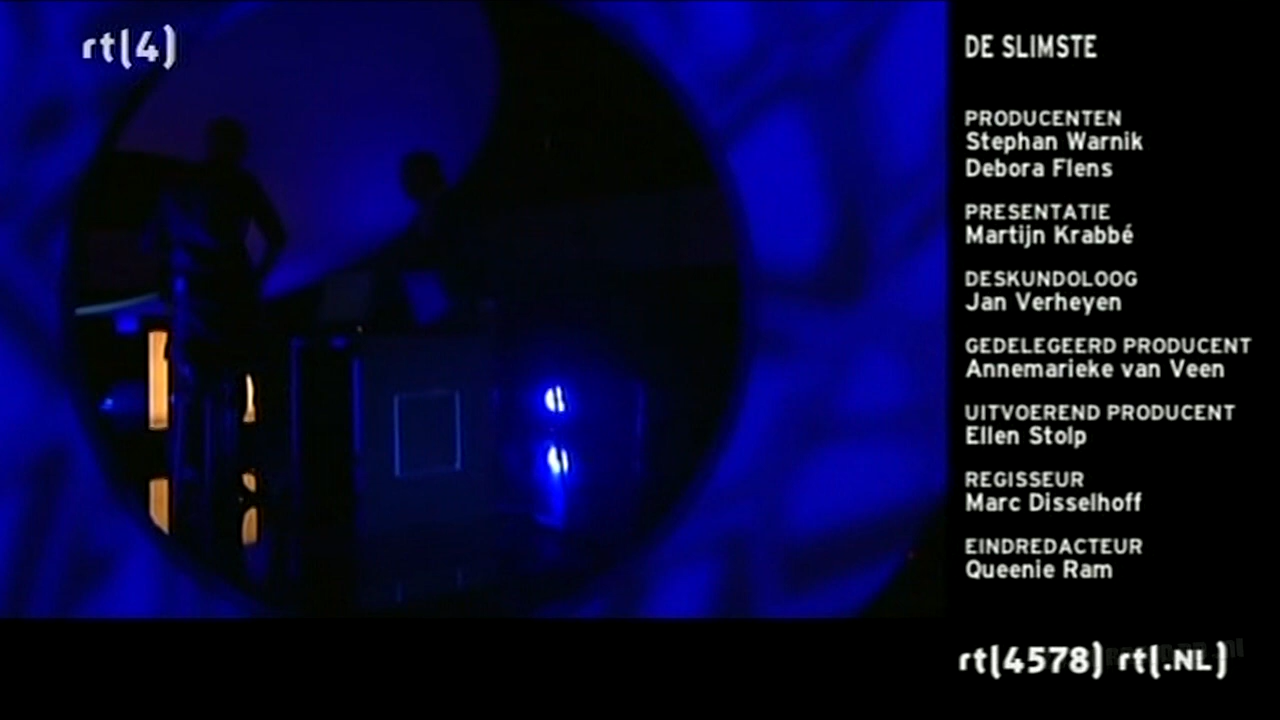 rt(4)
DE SLIMSTE
PRODUCENTEN
Stephan Warnik
Debora Flens
PRESENTATIE
Martijn Krabbé
DESKUNDOLOOG
Jan Verheyen
GEDELEGEERD PRODUCENT
Annemarieke van Veen
UITVOEREND PRODUCENT
Ellen Stolp
REGISSEUR
Marc Disselhoff
EINDREDACTEUR
Queenie Ram
rt(4578) rt(.NL)